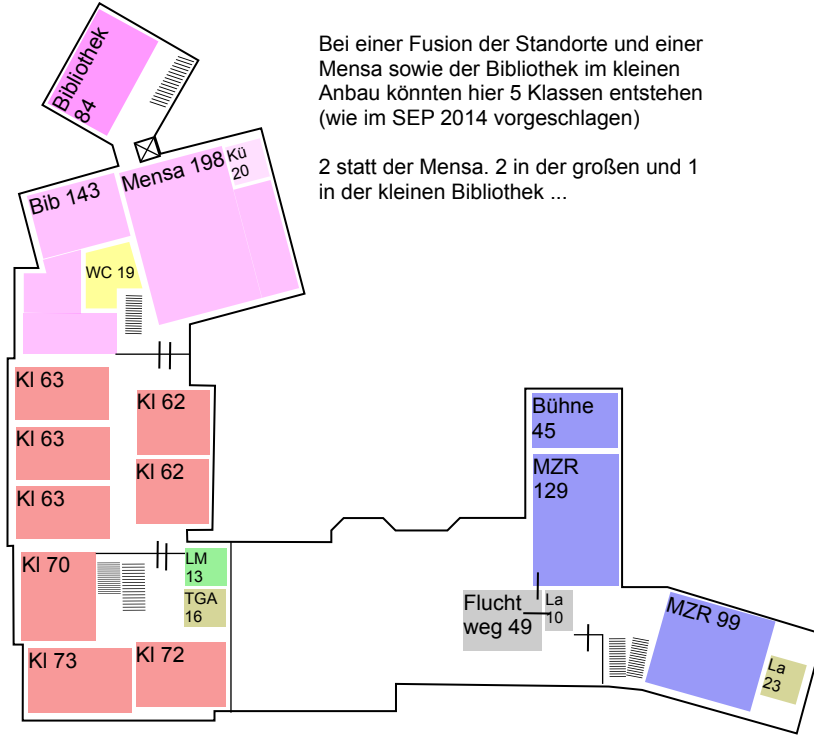 Bei einer Fusion der Standorte und einer
Mensa sowie der Bibliothek im kleinen
Anbau könnten hier 5 Klassen entstehen
(wie im SEP 2014 vorgeschlagen)
2 statt der Mensa. 2 in der großen und 1
in der kleinen Bibliothek ...
Bibliothek
84
Mensa 198
Kü
20
Bib 143
WC 19
Kl 63
Kl 62
Kl 63
Kl 62
Kl 63
Kl 70
LM
13
TGA
16
Kl 73
Kl 72
Bühne
45
MZR
129
Flucht
weg 49
La
10
MZR 99
La
23